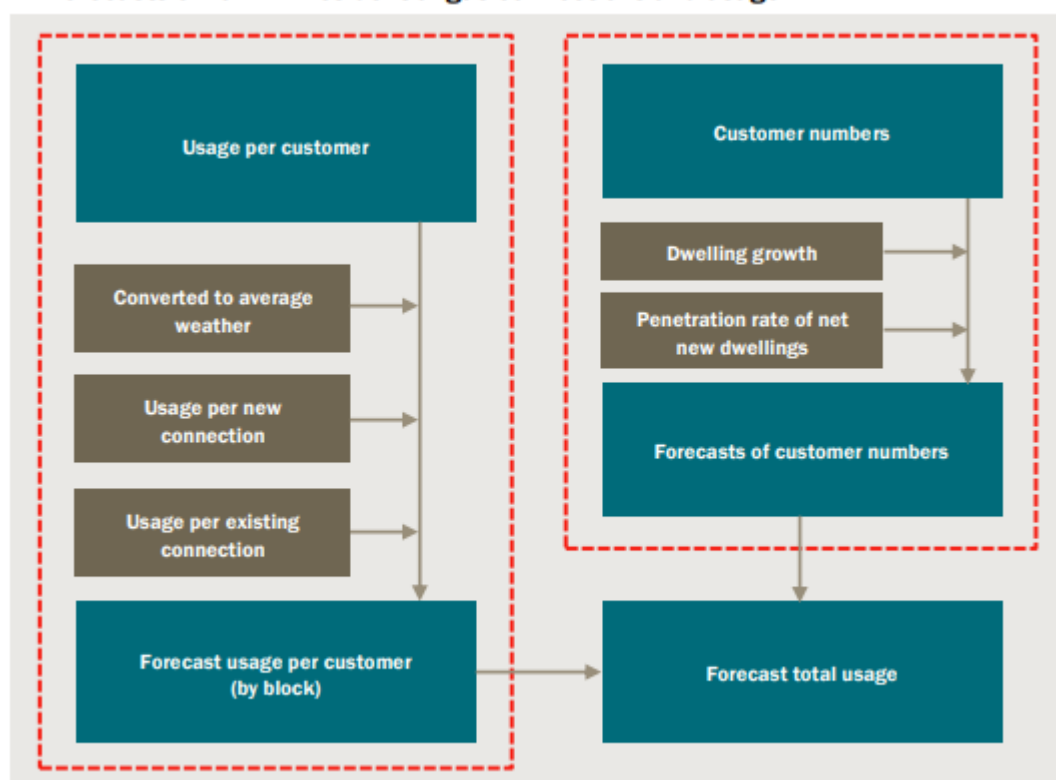 Usage per customer
Converted to average
weather
Usage per new
connection
Usage per existing
connection
Forecast usage per customer
(by block)
Customer numbers
Dwelling growth
Penetration rate of net
new dwellings
Forecasts of customer numbers
Forecast total usage